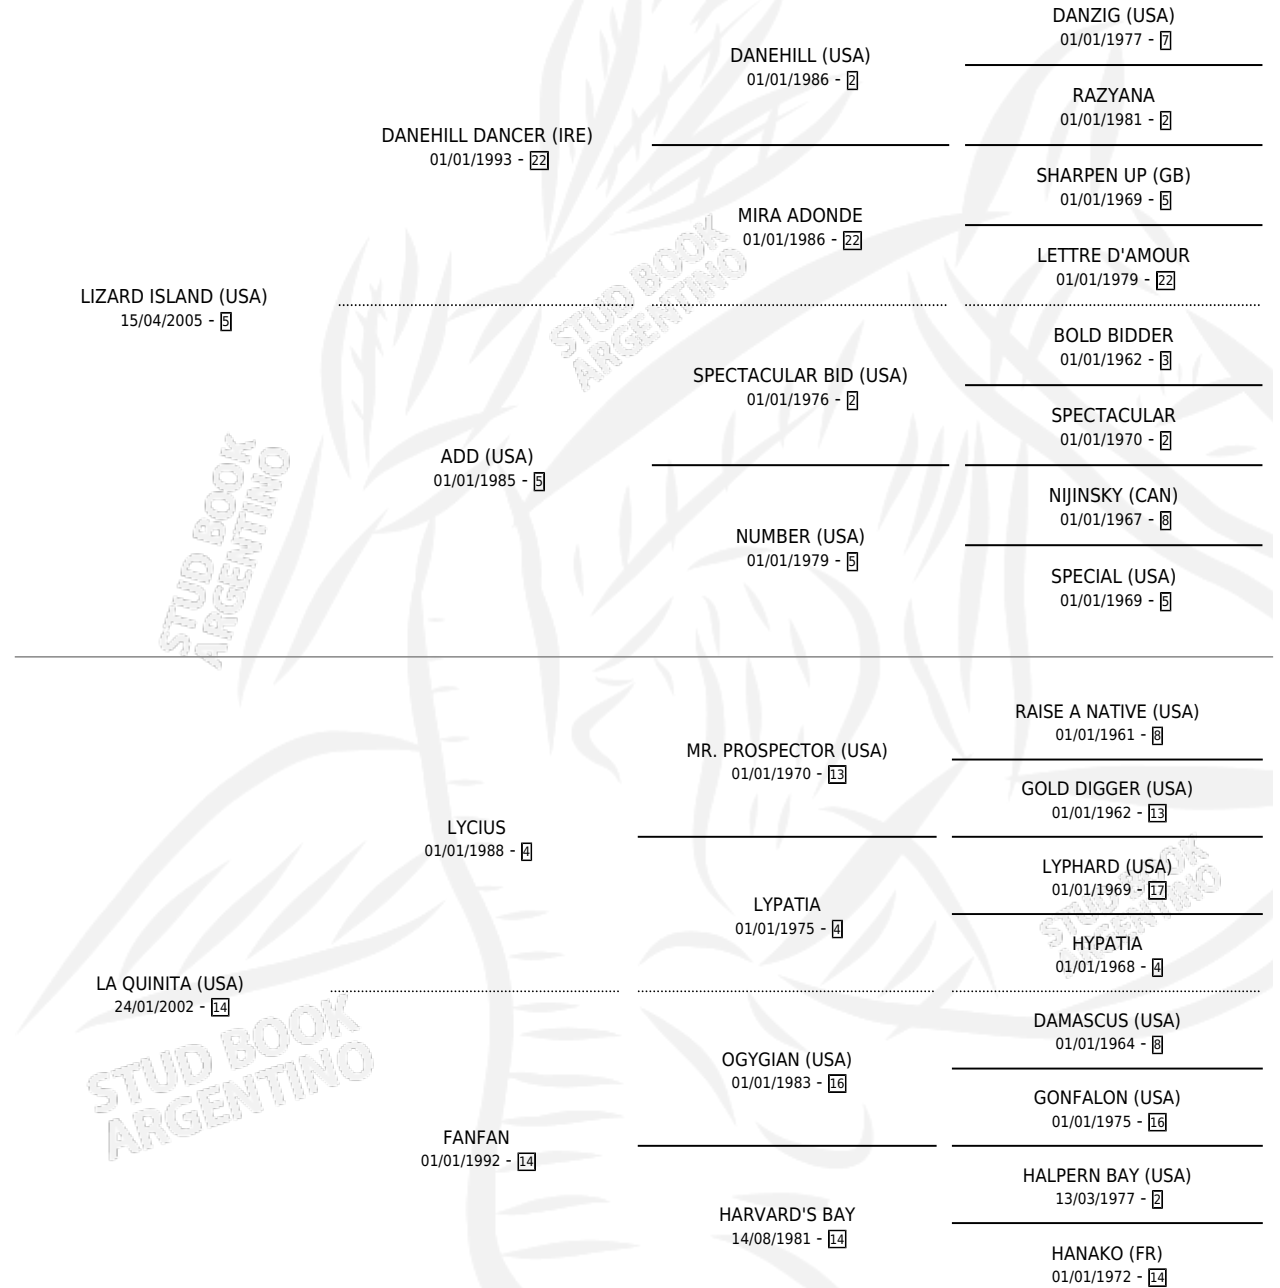 DANZIG (USA)
01/01/1977 - 7
DANEHILL (USA)
01/01/1986 - 2
RAZYANA
01/01/1981 - 2
DANEHILL DANCER (IRE)
01/01/1993 - 22
SHARPEN UP (GB)
01/01/1969 - 5
MIRA ADONDE
01/01/1986 - 22
LETTRE D'AMOUR
01/01/1979 - 22
LIZARD ISLAND (USA)
15/04/2005 - 5
BOLD BIDDER
01/01/1962 - 3
SPECTACULAR BID (USA)
01/01/1976 - 2
SPECTACULAR
01/01/1970 - 2
ADD (USA)
01/01/1985 - 5
NIJINSKY (CAN)
01/01/1967 - 8
NUMBER (USA)
01/01/1979 - 5
SPECIAL (USA)
01/01/1969 - 5
STUD BOOK
ARGENTINO
STUD BOOK
ARGENTINO
RAISE A NATIVE (USA)
01/01/1961 - 8
MR. PROSPECTOR (USA)
01/01/1970 - 13
GOLD DIGGER (USA)
01/01/1962 - 13
LYCIUS
01/01/1988 - 4
LYPHARD (USA)
01/01/1969 - 17
LYPATIA
01/01/1975 - 4
HYPATIA
01/01/1968 - 4
STUD BOOK
ARGENTINO
LA QUINITA (USA)
24/01/2002 - 14
DAMASCUS (USA)
01/01/1964 - 8
OGYGIAN (USA)
01/01/1983 - 16
GONFALON (USA)
01/01/1975 - 16
STUD BOOK
ARGENTINO
FANFAN
01/01/1992 - 14
HALPERN BAY (USA)
13/03/1977 - 2
HARVARD'S BAY
14/08/1981 - 14
HANAKO (FR)
01/01/1972 - 14